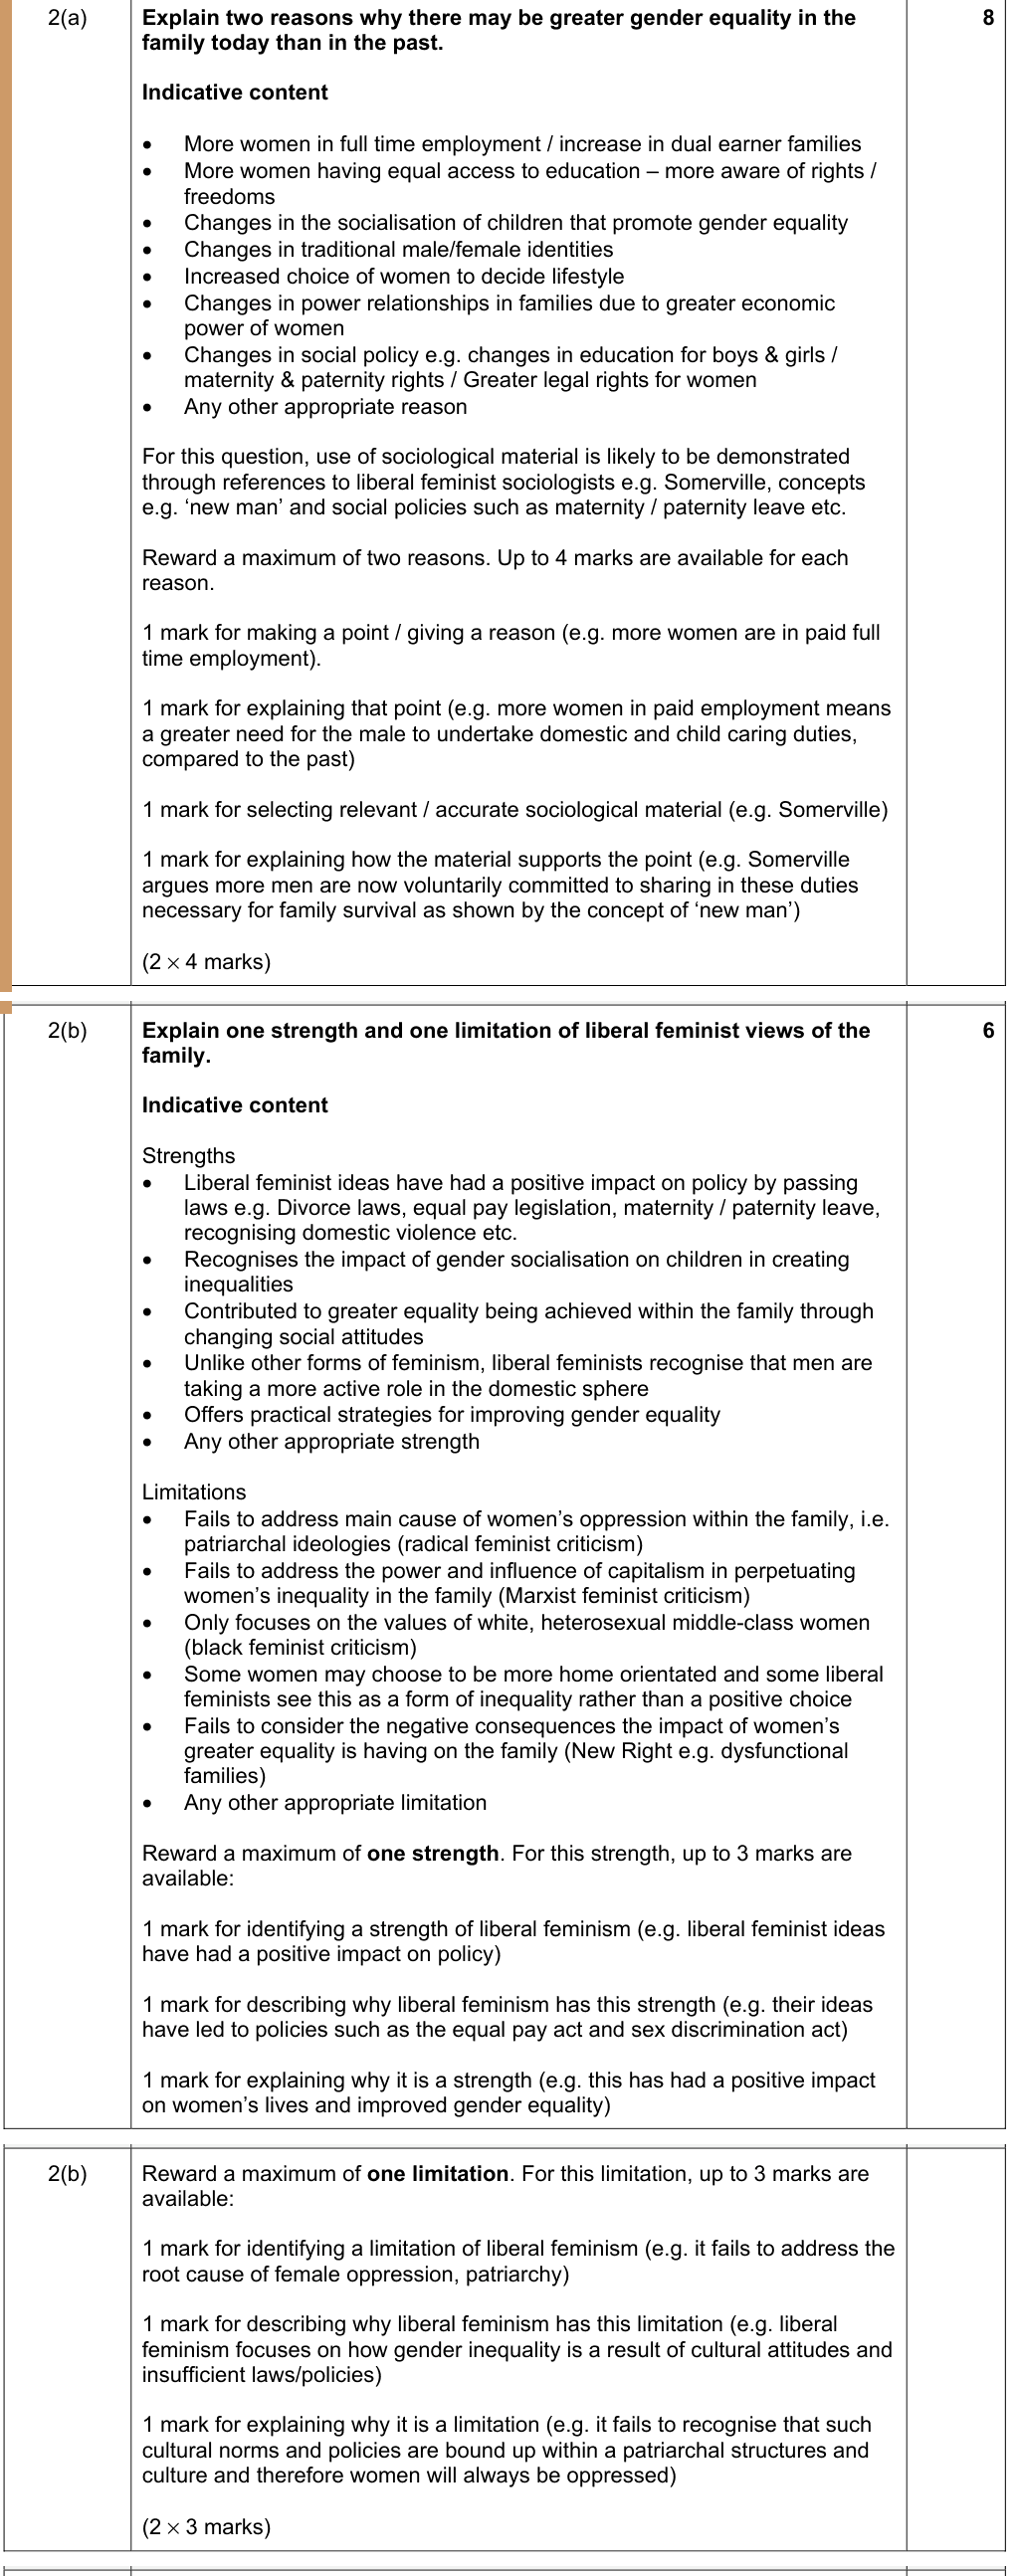 2(a)
Explain two reasons why there may be greater gender equality in the
family today than in the past.
8
Indicative content
• More women in full time employment / increase in dual earner families
• More women having equal access to education – more aware of rights /
freedoms
• Changes in the socialisation of children that promote gender equality
• Changes in traditional male/female identities
• Increased choice of women to decide lifestyle
• Changes in power relationships in families due to greater economic
power of women
• Changes in social policy e.g. changes in education for boys & girls /
maternity & paternity rights / Greater legal rights for women
• Any other appropriate reason
For this question, use of sociological material is likely to be demonstrated
through references to liberal feminist sociologists e.g. Somerville, concepts
e.g. ‘new man’ and social policies such as maternity / paternity leave etc.
Reward a maximum of two reasons. Up to 4 marks are available for each
reason.
1 mark for making a point / giving a reason (e.g. more women are in paid full
time employment).
1 mark for explaining that point (e.g. more women in paid employment means
a greater need for the male to undertake domestic and child caring duties,
compared to the past)
1 mark for selecting relevant / accurate sociological material (e.g. Somerville)
1 mark for explaining how the material supports the point (e.g. Somerville
argues more men are now voluntarily committed to sharing in these duties
necessary for family survival as shown by the concept of ‘new man’)
(2 × 4 marks)
2(b)
Explain one strength and one limitation of liberal feminist views of the
family.
6
Indicative content
Strengths
• Liberal feminist ideas have had a positive impact on policy by passing
laws e.g. Divorce laws, equal pay legislation, maternity / paternity leave,
recognising domestic violence etc.
• Recognises the impact of gender socialisation on children in creating
inequalities
• Contributed to greater equality being achieved within the family through
changing social attitudes
• Unlike other forms of feminism, liberal feminists recognise that men are
taking a more active role in the domestic sphere
• Offers practical strategies for improving gender equality
• Any other appropriate strength
Limitations
• Fails to address main cause of women’s oppression within the family, i.e.
patriarchal ideologies (radical feminist criticism)
• Fails to address the power and influence of capitalism in perpetuating
women’s inequality in the family (Marxist feminist criticism)
• Only focuses on the values of white, heterosexual middle-class women
(black feminist criticism)
• Some women may choose to be more home orientated and some liberal
feminists see this as a form of inequality rather than a positive choice
• Fails to consider the negative consequences the impact of women’s
greater equality is having on the family (New Right e.g. dysfunctional
families)
• Any other appropriate limitation
Reward a maximum of one strength. For this strength, up to 3 marks are
available:
1 mark for identifying a strength of liberal feminism (e.g. liberal feminist ideas
have had a positive impact on policy)
1 mark for describing why liberal feminism has this strength (e.g. their ideas
have led to policies such as the equal pay act and sex discrimination act)
1 mark for explaining why it is a strength (e.g. this has had a positive impact
on women’s lives and improved gender equality)
2(b)
Reward a maximum of one limitation. For this limitation, up to 3 marks are
available:
1 mark for identifying a limitation of liberal feminism (e.g. it fails to address the
root cause of female oppression, patriarchy)
1 mark for describing why liberal feminism has this limitation (e.g. liberal
feminism focuses on how gender inequality is a result of cultural attitudes and
insufficient laws/policies)
1 mark for explaining why it is a limitation (e.g. it fails to recognise that such
cultural norms and policies are bound up within a patriarchal structures and
culture and therefore women will always be oppressed)
(2 × 3 marks)